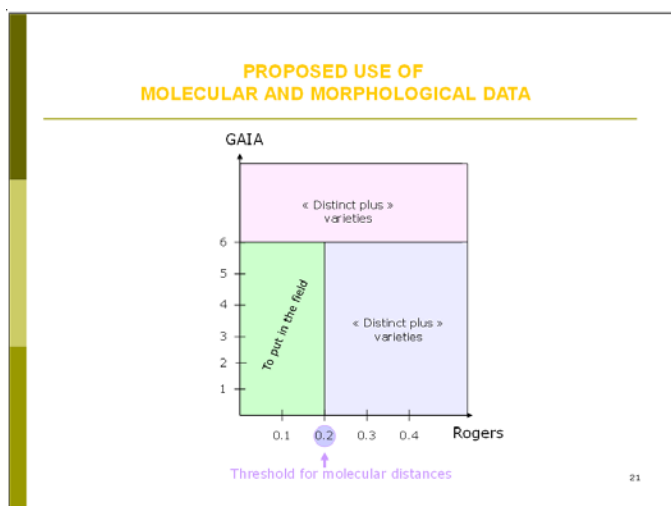 PROPOSED USE OF
MOLECULAR AND MORPHOLOGICAL DATA
GAIA
« Distinct plus »
varieties
6
5
4
3
2
1
To put in the field
« Distinct plus »
varieties
0.1 0.2 0.3 0.4 Rogers
Threshold for molecular distances
21